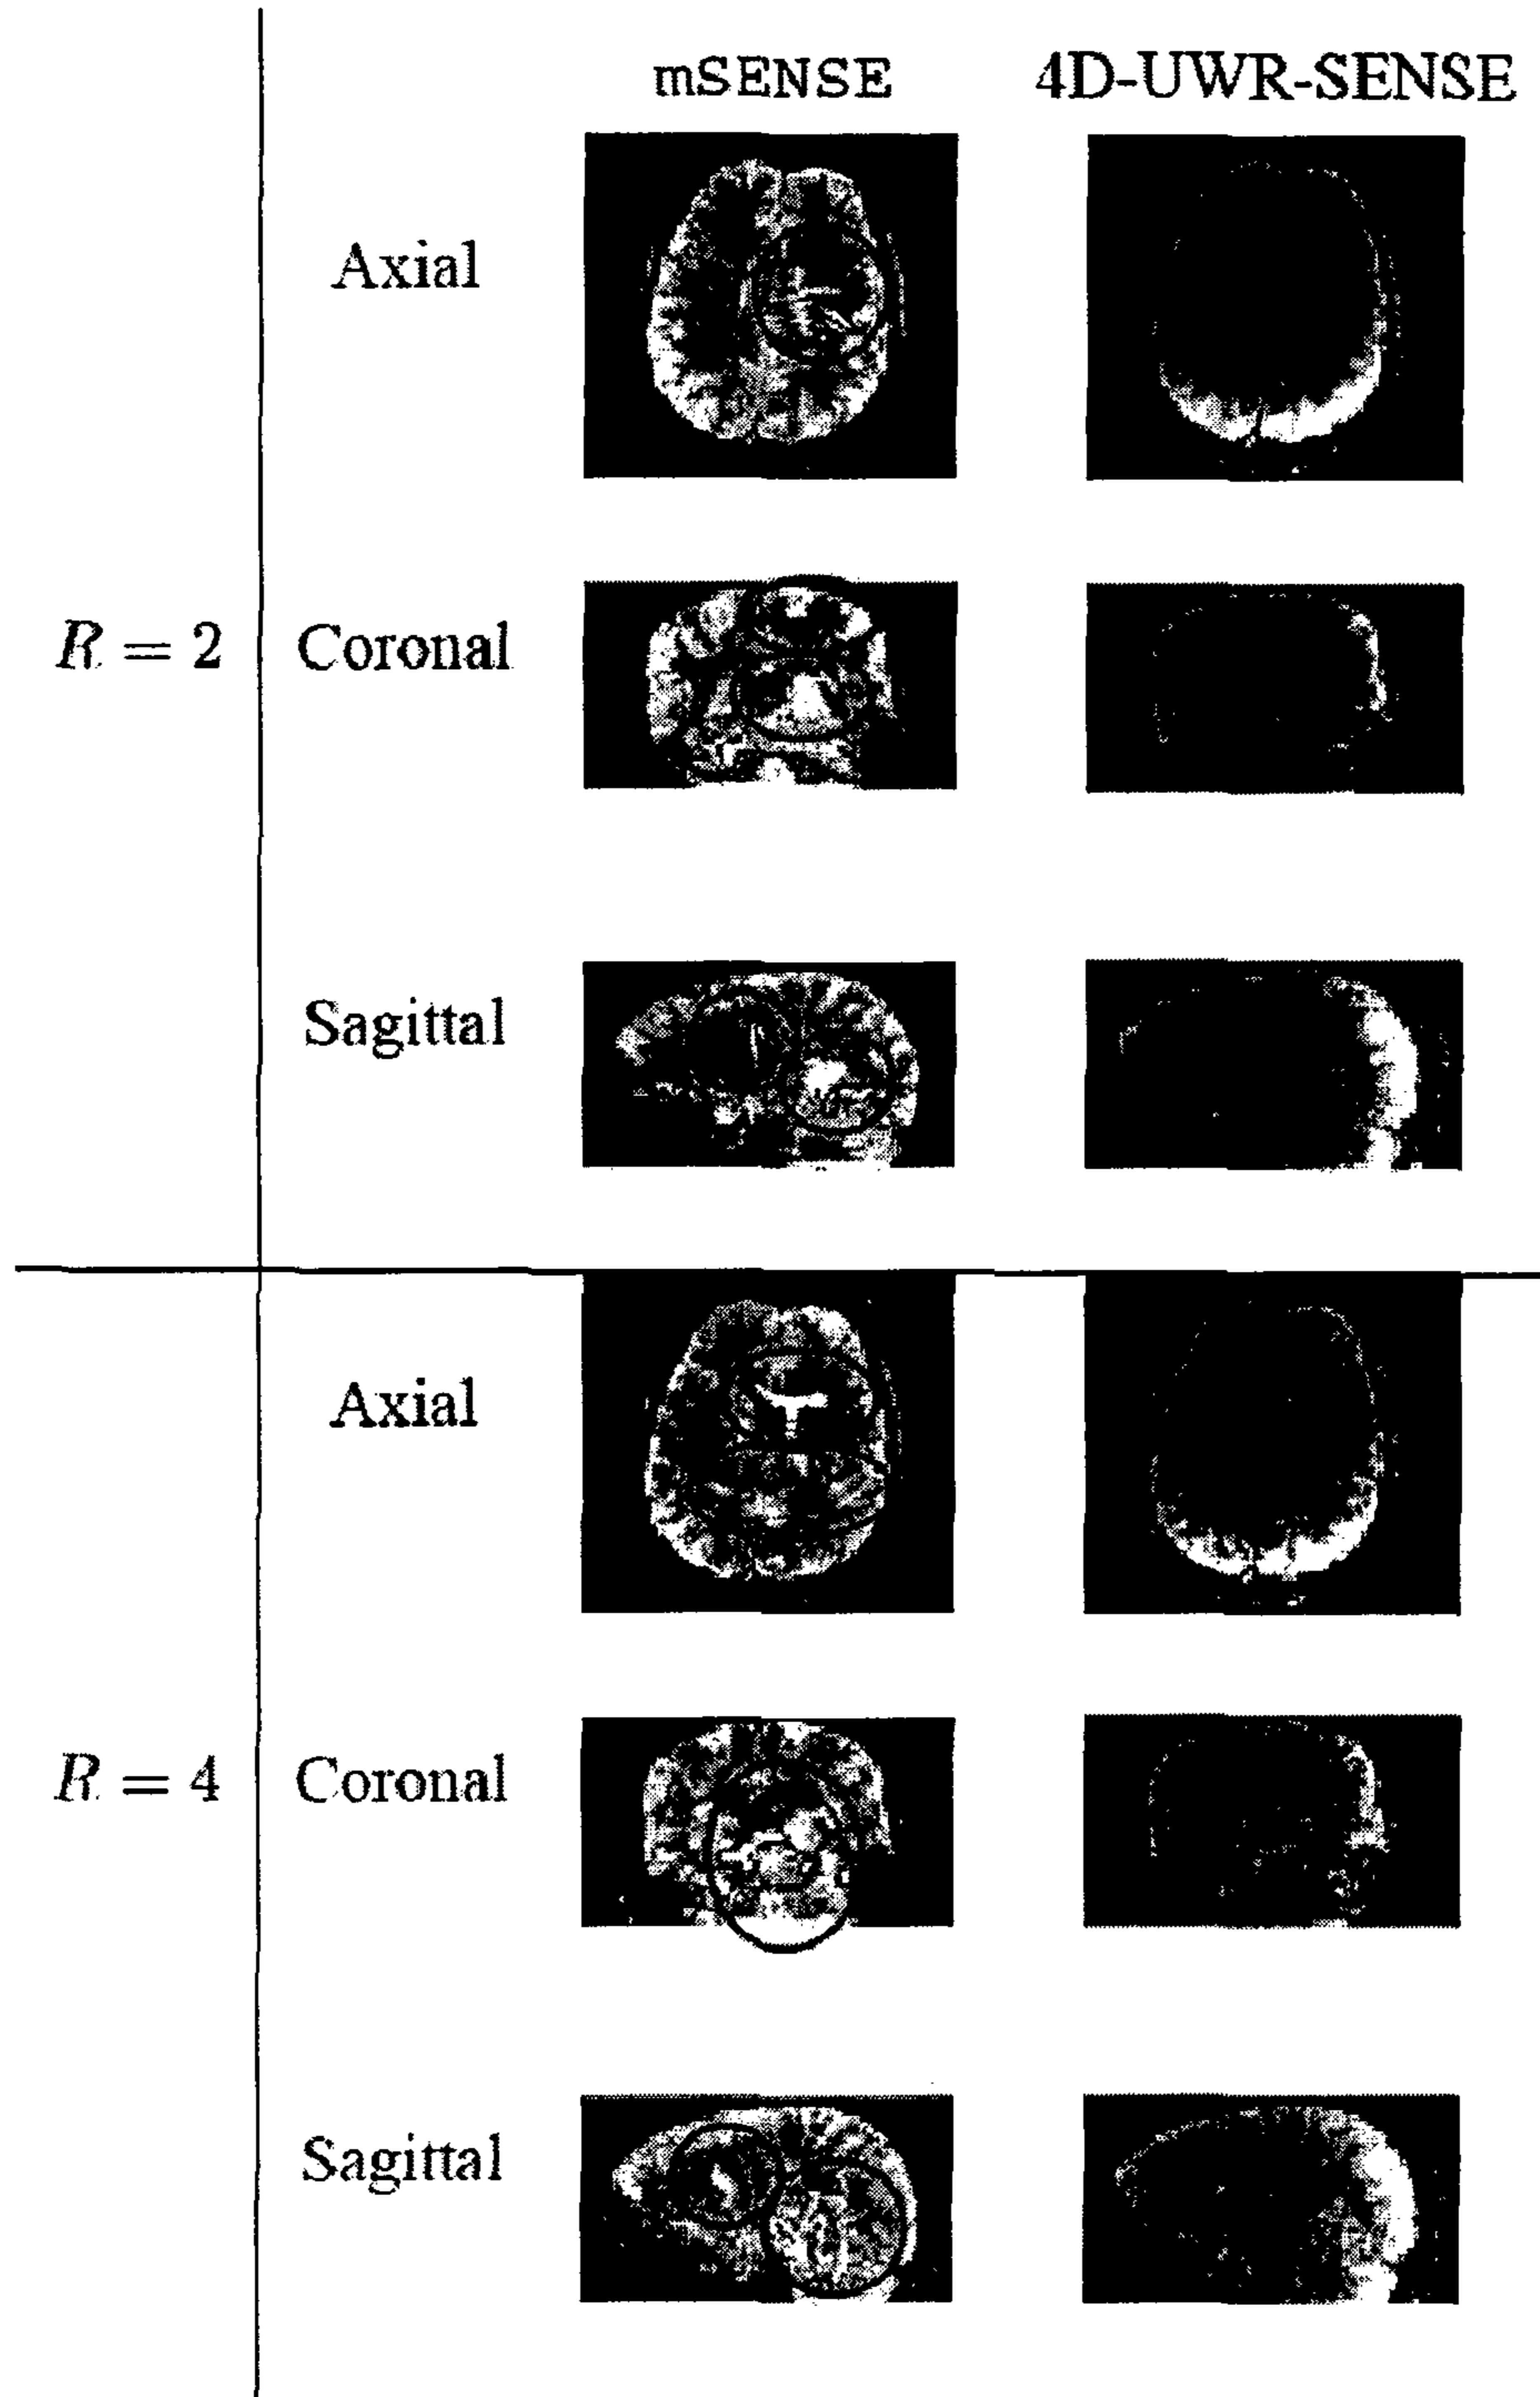 mSENSE 4D-UWR-SENSE
Axial
R = 2 Coronal
Sagittal
Axial
R = 4 Coronal
Sagittal